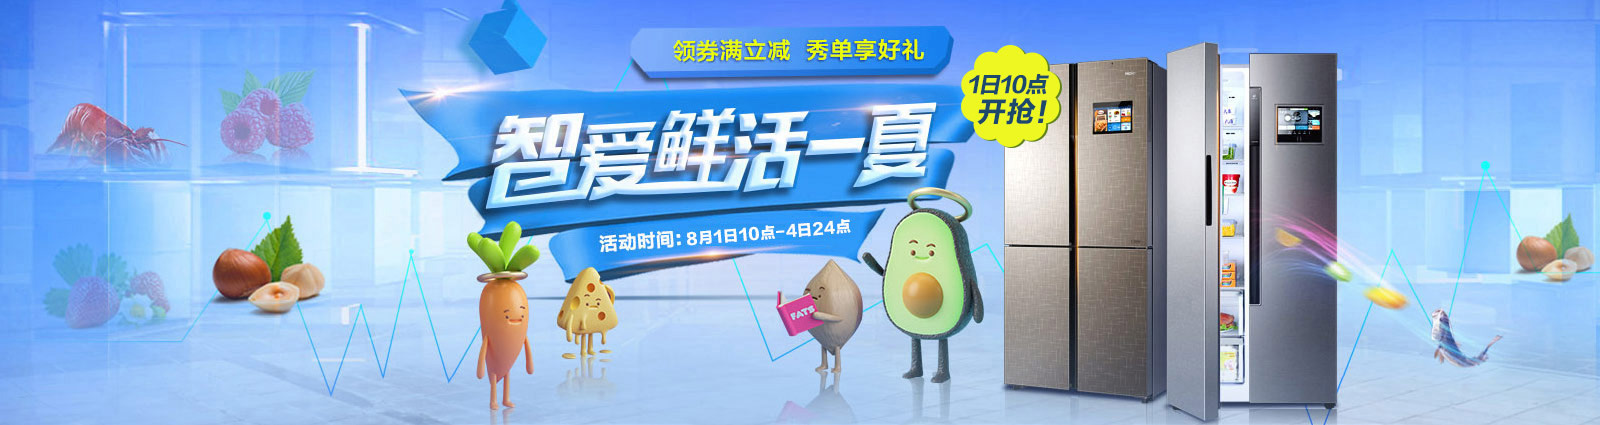 领券满立减 秀单享好礼
智爱鲜活一夏
活动时间：8月1日10点-4日24点
1日10点
开抢！
FATS